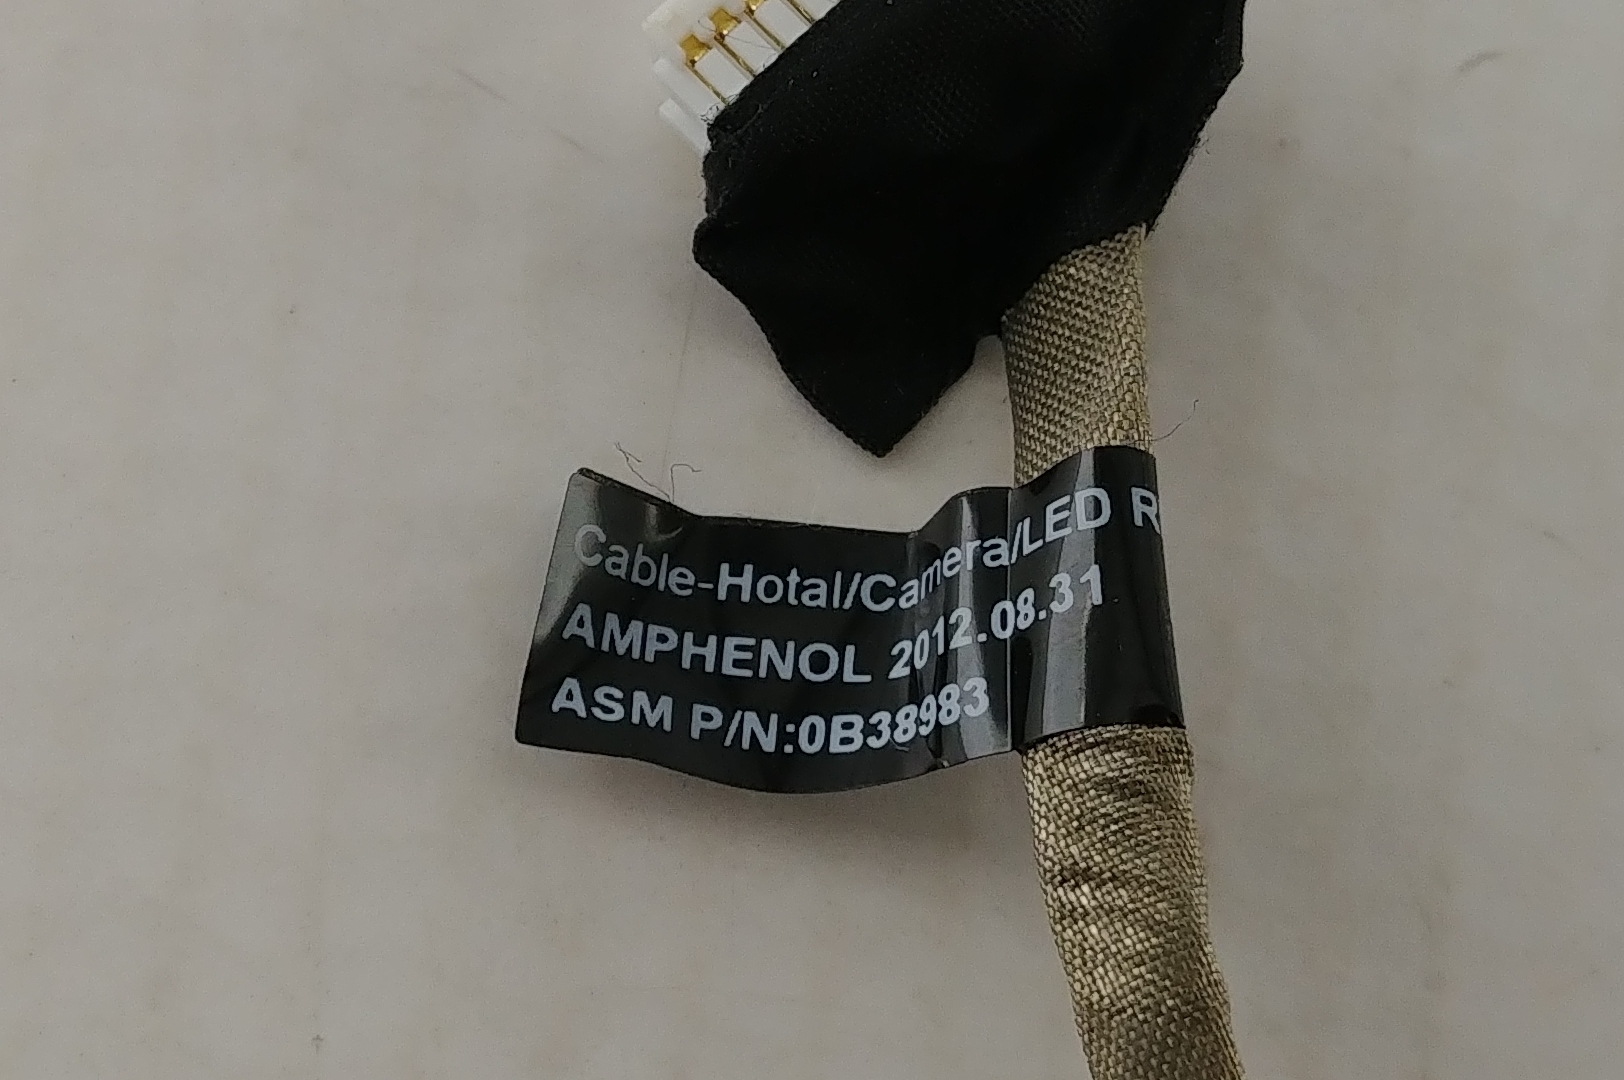 Cable-Hotal/Camera/LED R
AMPHENOL 2012.08.31
ASM P/N:0B38983